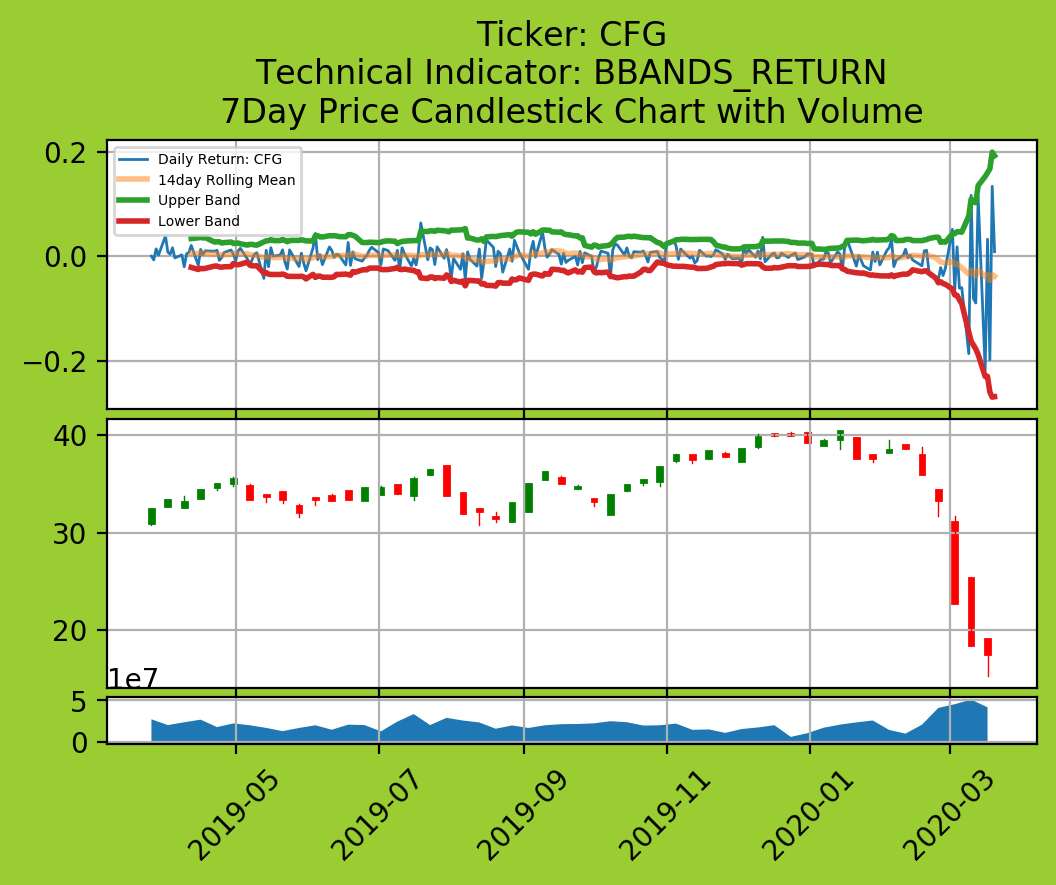 Ticker: CFG
Technical Indicator: BBANDS_RETURN
7Day Price Candlestick Chart with Volume
Daily Return: CFG
14day Rolling Mean
Upper Band
Lower Band
0.2
0.0
−0.2
40
30
20
1e7
5
0
2019-05
2019-07
2019-09
2019-11
2020-01
2020-03